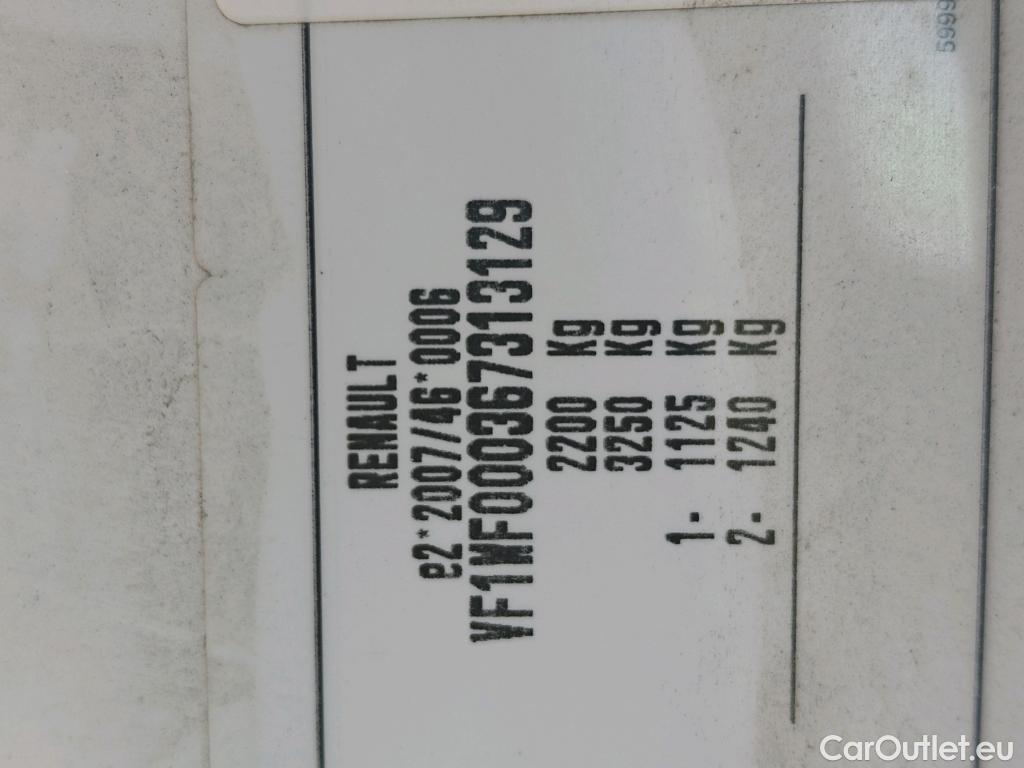 RENAULT
e2*2007/46*0006
VF1MF000367313129
2200 Kg
3250 Kg
1- 1125 Kg
2- 1240 Kg
CarOutlet.eu